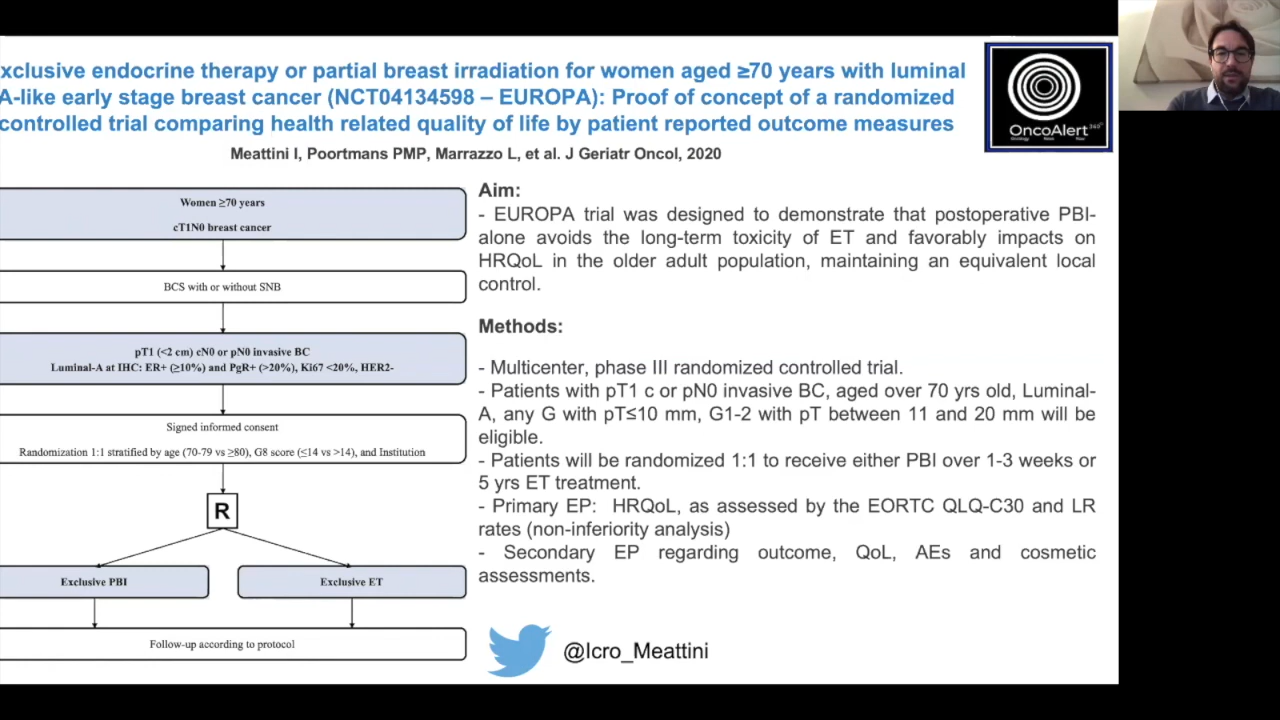 xclusive endocrine therapy or partial breast irradiation for women aged ≥70 years with luminal
A-like early stage breast cancer (NCT04134598 – EUROPA): Proof of concept of a randomized
controlled trial comparing health related quality of life by patient reported outcome measures
Meattini I, Poortmans PMP, Marrazzo L, et al. J Geriatr Oncol, 2020
OncoAlert 360°
Women ≥70 years
cT1N0 breast cancer
BCS with or without SNB
pT1 (<2 cm) cN0 or pN0 invasive BC
Luminal-A at IHC: ER+ (≥10%) and PgR+ (>20%), Ki67 <20%, HER2-
Signed informed consent
Randomization 1:1 stratified by age (70-79 vs ≥80), G8 score (≤14 vs >14), and Institution
R
Exclusive PBI
Exclusive ET
Follow-up according to protocol
Aim:
- EUROPA trial was designed to demonstrate that postoperative PBI-
alone avoids the long-term toxicity of ET and favorably impacts on
HRQoL in the older adult population, maintaining an equivalent local
control.
Methods:
- Multicenter, phase III randomized controlled trial.
- Patients with pT1 c or pN0 invasive BC, aged over 70 yrs old, Luminal-
A, any G with pT≤10 mm, G1-2 with pT between 11 and 20 mm will be
eligible.
- Patients will be randomized 1:1 to receive either PBI over 1-3 weeks or
5 yrs ET treatment.
- Primary EP: HRQoL, as assessed by the EORTC QLQ-C30 and LR
rates (non-inferiority analysis)
- Secondary EP regarding outcome, QoL, AEs and cosmetic
assessments.
@Icro_Meattini